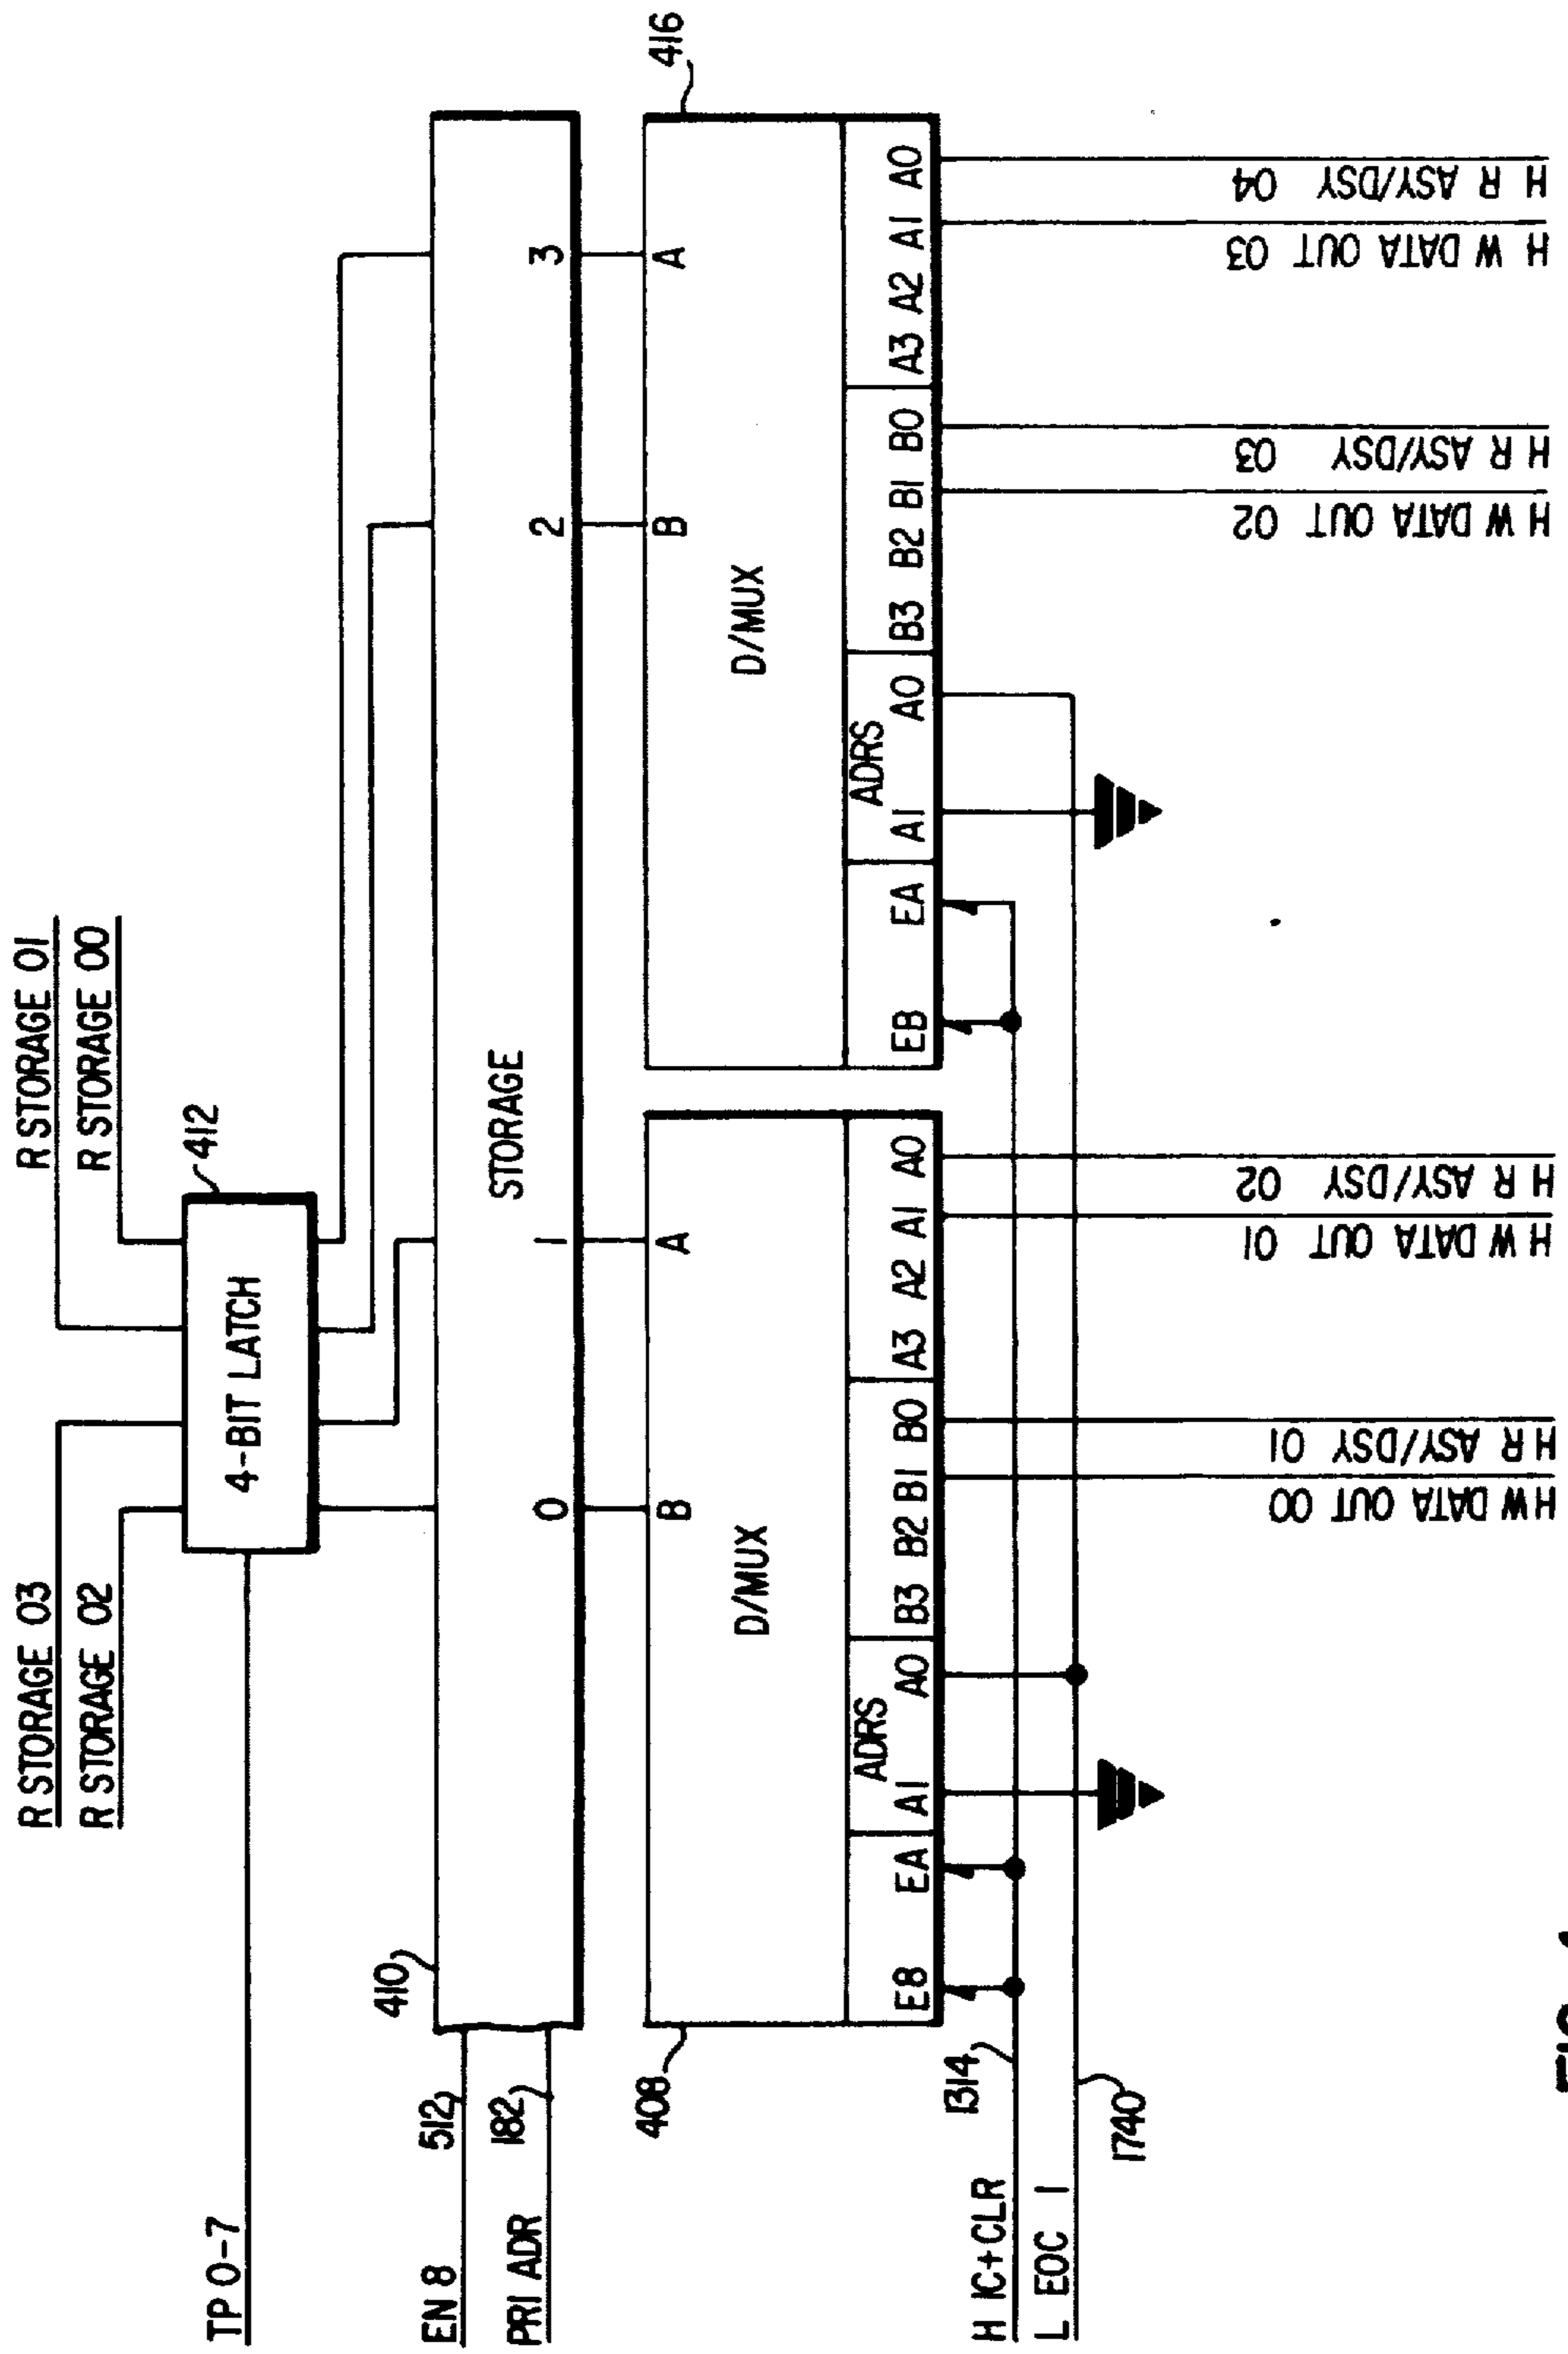 R STORAGE 03
R STORAGE 02
R STORAGE 01
R STORAGE 00
412
4-BIT LATCH
TP 0-7
410
EN 8
512
PRI ADR
182
STORAGE
0
1
2
3
408
B
A
D/MUX
EB EA
ADRS
A1 A0
B3 B2 B1 B0
A3 A2 A1 A0
416
B
A
D/MUX
EB EA
ADRS
A1 A0
B3 B2 B1 B0
A3 A2 A1 A0
H IC+CLR
1314
L EOC 1
1740
H W DATA OUT 00
H R ASY/DSY 01
H W DATA OUT 01
H R ASY/DSY 02
H W DATA OUT 02
H R ASY/DSY 03
H W DATA OUT 03
H R ASY/DSY 04